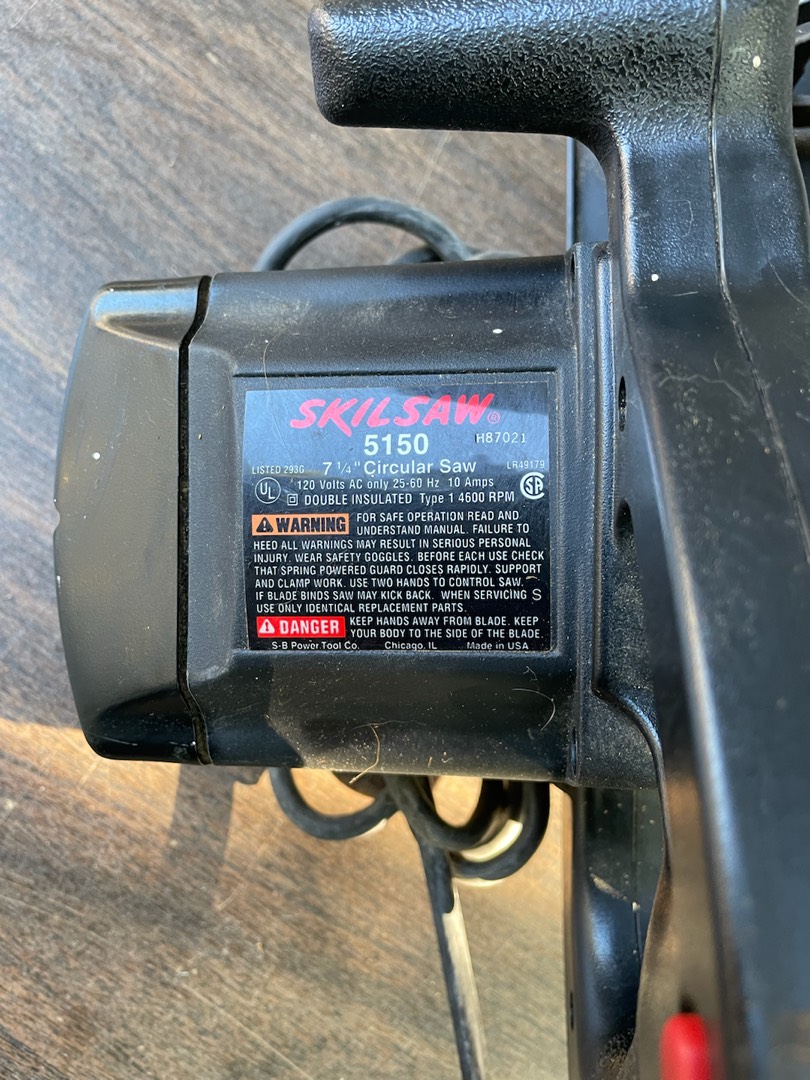 SKILSAW®
5150 H87021
LISTED 293G 7 1/4" Circular Saw LR49179
UL 120 Volts AC only 25-60 Hz 10 Amps SA
DOUBLE INSULATED Type 1 4600 RPM
WARNING FOR SAFE OPERATION READ AND
UNDERSTAND MANUAL. FAILURE TO
HEED ALL WARNINGS MAY RESULT IN SERIOUS PERSONAL
INJURY. WEAR SAFETY GOGGLES. BEFORE EACH USE CHECK
THAT SPRING POWERED GUARD CLOSES RAPIDLY. SUPPORT
AND CLAMP WORK. USE TWO HANDS TO CONTROL SAW.
IF BLADE BINDS SAW MAY KICK BACK. WHEN SERVICING S
USE ONLY IDENTICAL REPLACEMENT PARTS.
DANGER KEEP HANDS AWAY FROM BLADE. KEEP
YOUR BODY TO THE SIDE OF THE BLADE.
S-B Power Tool Co. Chicago, IL Made in USA